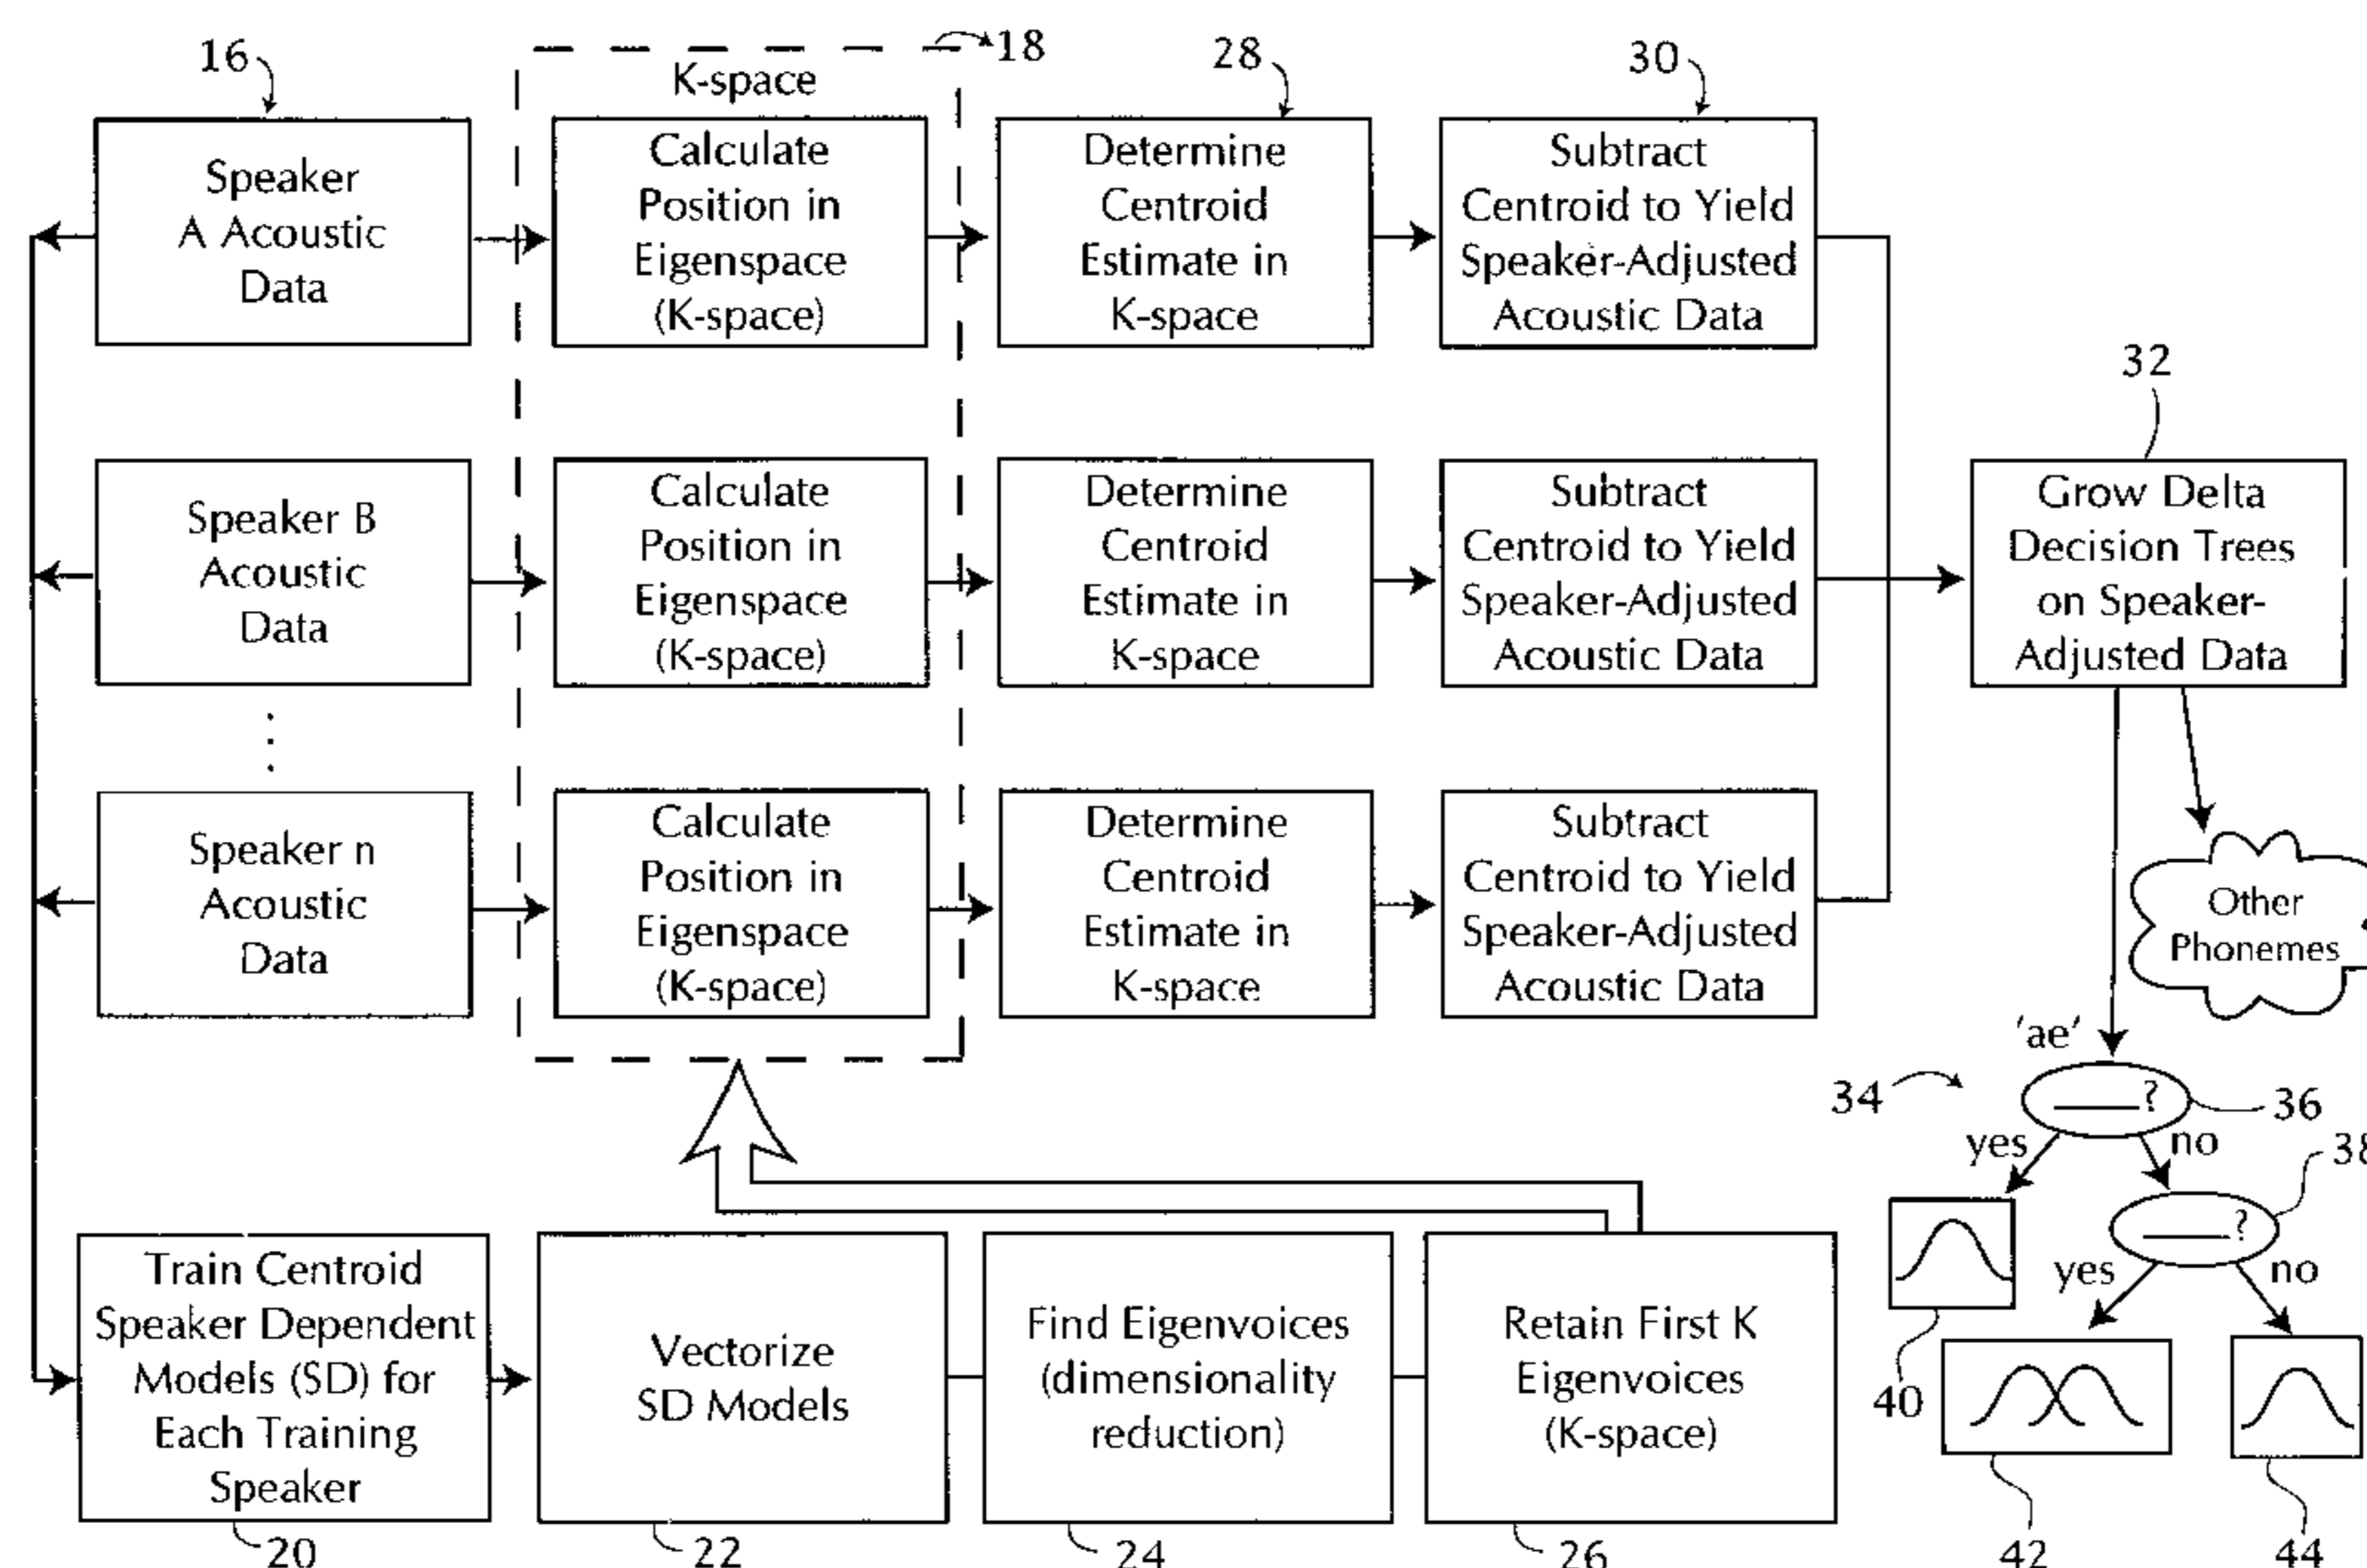 16
18
28
30
K-space
Speaker
A Acoustic
Data
Calculate
Position in
Eigenspace
(K-space)
Determine
Centroid
Estimate in
K-space
Subtract
Centroid to Yield
Speaker-Adjusted
Acoustic Data
32
Speaker B
Acoustic
Data
Calculate
Position in
Eigenspace
(K-space)
Determine
Centroid
Estimate in
K-space
Subtract
Centroid to Yield
Speaker-Adjusted
Acoustic Data
Grow Delta
Decision Trees
on Speaker-
Adjusted Data
Speaker n
Acoustic
Data
Calculate
Position in
Eigenspace
(K-space)
Determine
Centroid
Estimate in
K-space
Subtract
Centroid to Yield
Speaker-Adjusted
Acoustic Data
Other
Phonemes
'ae'
34
?
36
yes
no
38
?
yes
no
40
42
44
Train Centroid
Speaker Dependent
Models (SD) for
Each Training
Speaker
Vectorize
SD Models
Find Eigenvoices
(dimensionality
reduction)
Retain First K
Eigenvoices
(K-space)
20
22
24
26